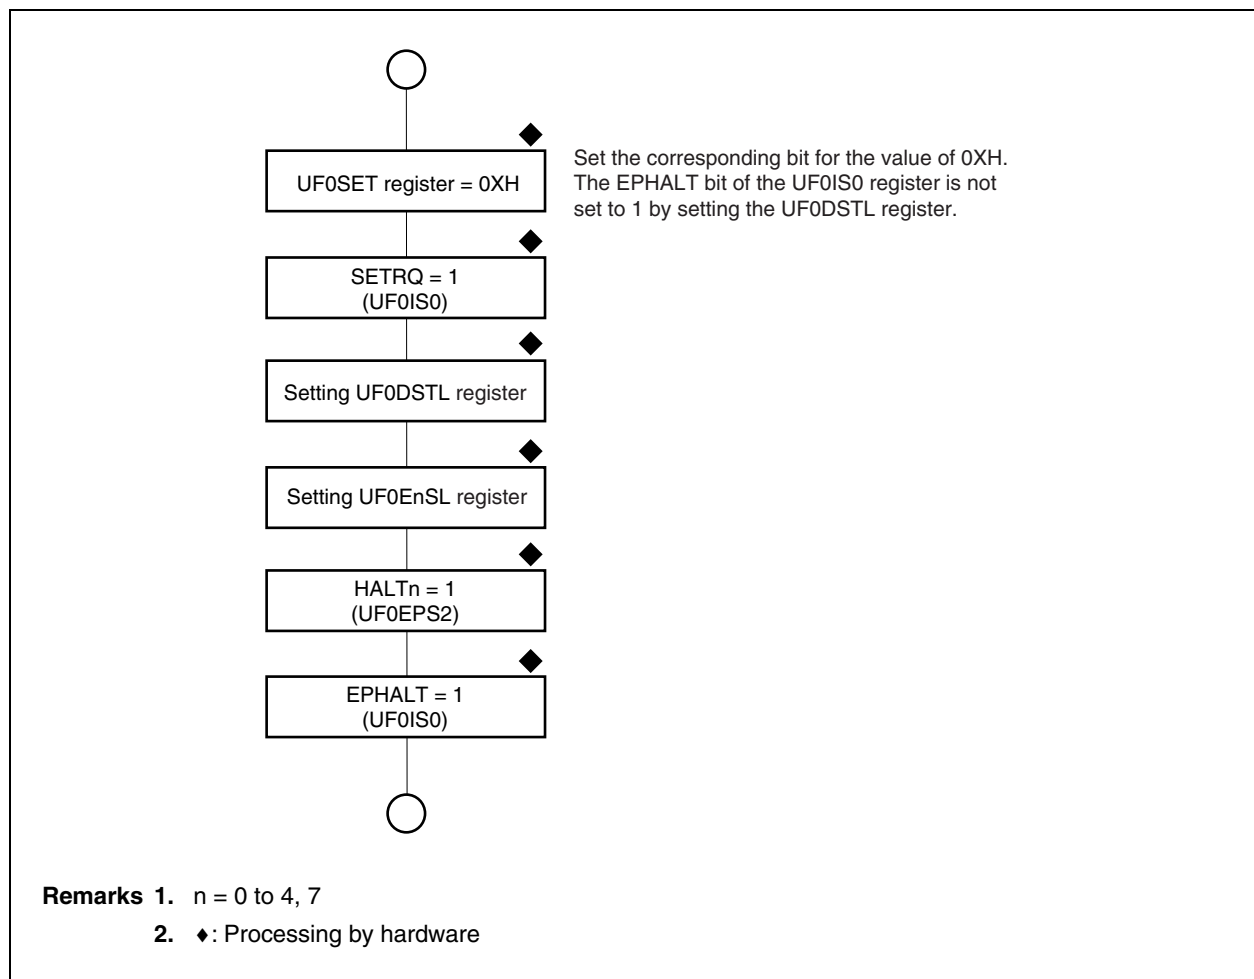 UF0SET register = 0XH
Set the corresponding bit for the value of 0XH.
The EPHALT bit of the UF0IS0 register is not
set to 1 by setting the UF0DSTL register.
SETRQ = 1
(UF0IS0)
Setting UF0DSTL register
Setting UF0EnSL register
HALTn = 1
(UF0EPS2)
EPHALT = 1
(UF0IS0)
Remarks 1. n = 0 to 4, 7
2. ♦: Processing by hardware